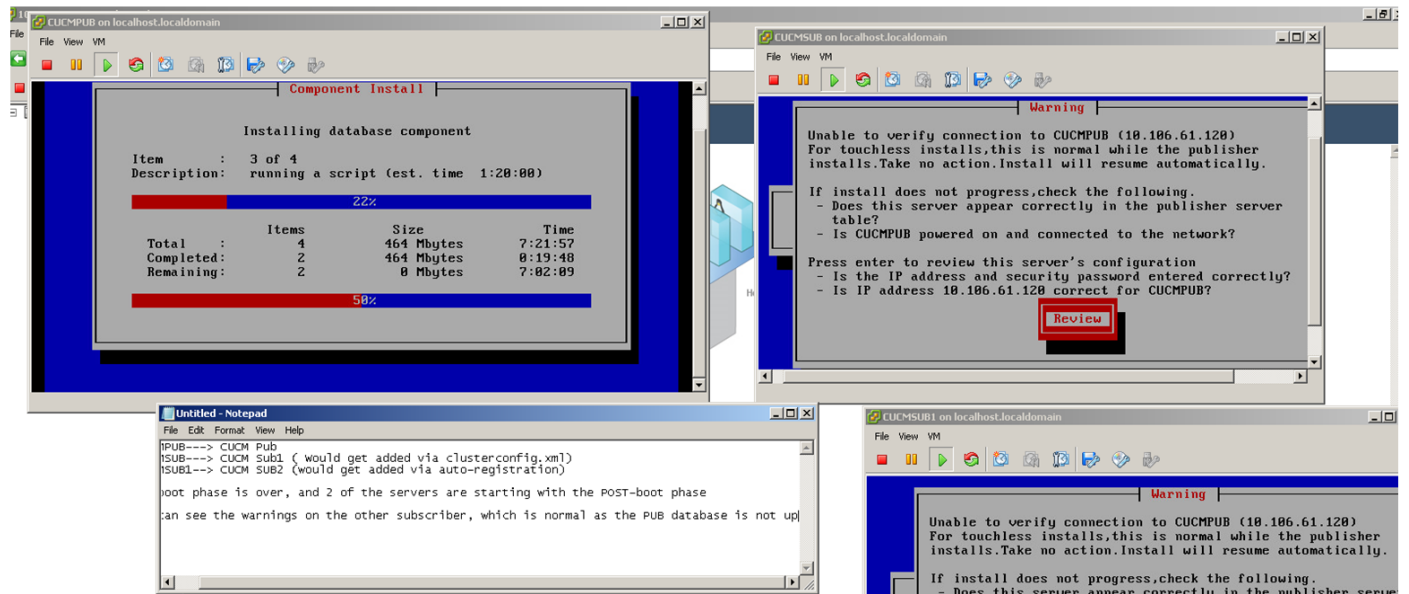 CUCMPUB on localhost.localdomain
File View VM
Component Install
Installing database component
Item : 3 of 4
Description: running a script (est. time 1:20:00)
22%
Items Size Time
Total : 4 464 Mbytes 7:21:57
Completed: 2 464 Mbytes 0:19:48
Remaining: 2 0 Mbytes 7:02:09
50%
CUCMSUB on localhost.localdomain
File View VM
Warning
Unable to verify connection to CUCMPUB (10.106.61.120)
For touchless installs,this is normal while the publisher
installs.Take no action.Install will resume automatically.
If install does not progress,check the following.
- Does this server appear correctly in the publisher server
table?
- Is CUCMPUB powered on and connected to the network?
Press enter to review this server's configuration
- Is the IP address and security password entered correctly?
- Is IP address 10.106.61.120 correct for CUCMPUB?
Review
Untitled - Notepad
File Edit Format View Help
MPUB---> CUCM Pub
MSUB---> CUCM Sub1 ( would get added via clusterconfig.xml)
MSUB1--> CUCM SUB2 (would get added via auto-registration)
oot phase is over, and 2 of the servers are starting with the POST-boot phase
can see the warnings on the other subscriber, which is normal as the PUB database is not up
CUCMSUB1 on localhost.localdomain
File View VM
Warning
Unable to verify connection to CUCMPUB (10.106.61.120)
For touchless installs,this is normal while the publisher
installs.Take no action.Install will resume automatically.
If install does not progress,check the following.
- Does this server appear correctly in the publisher serve